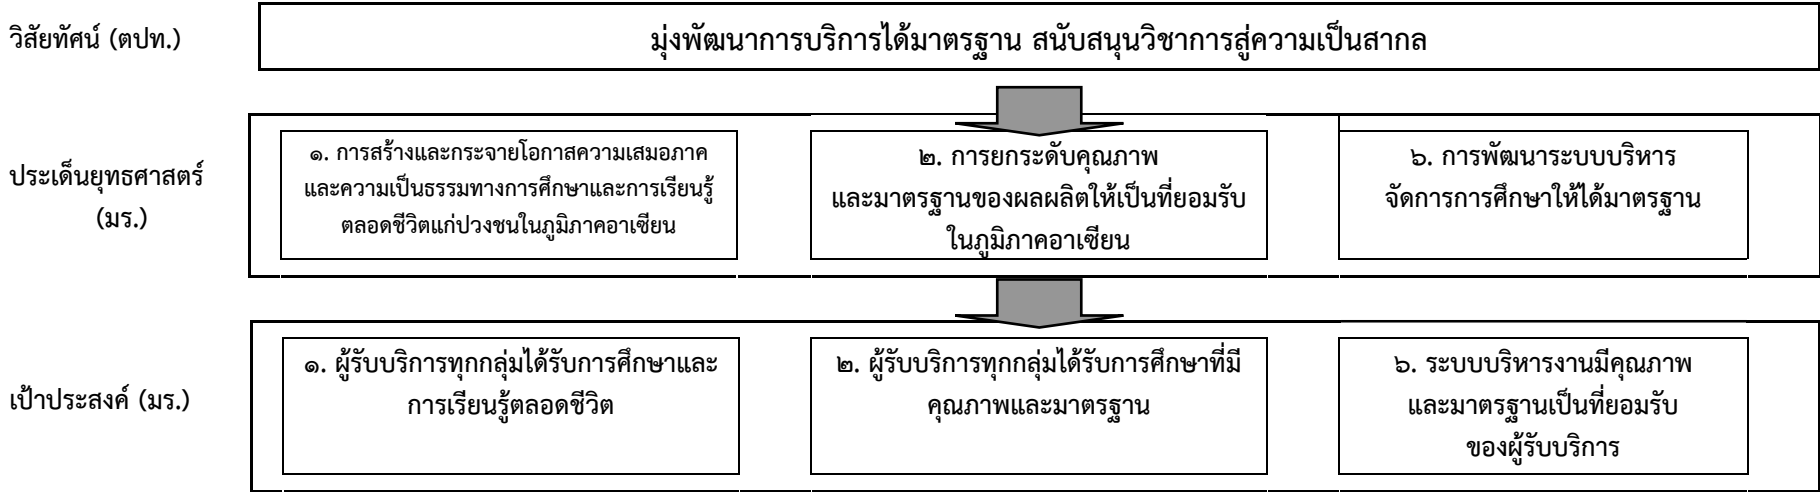 วิสัยทัศน์ (ตปท.)
มุ่งพัฒนาการบริการได้มาตรฐาน สนับสนุนวิชาการสู่ความเป็นสากล
ประเด็นยุทธศาสตร์
(มร.)
๑. การสร้างและกระจายโอกาสความเสมอภาค
และความเป็นธรรมทางการศึกษาและการเรียนรู้
ตลอดชีวิตแก่ปวงชนในภูมิภาคอาเซียน
๒. การยกระดับคุณภาพ
และมาตรฐานของผลผลิตให้เป็นที่ยอมรับ
ในภูมิภาคอาเซียน
๖. การพัฒนาระบบบริหาร
จัดการการศึกษาให้ได้มาตรฐาน
เป้าประสงค์ (มร.)
๑. ผู้รับบริการทุกกลุ่มได้รับการศึกษาและ
การเรียนรู้ตลอดชีวิต
๒. ผู้รับบริการทุกกลุ่มได้รับการศึกษาที่มี
คุณภาพและมาตรฐาน
๖. ระบบบริหารงานมีคุณภาพ
และมาตรฐานเป็นที่ยอมรับ
ของผู้รับบริการ